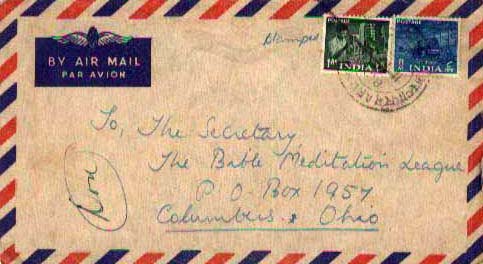 BY AIR MAIL
PAR AVION
Stamped
POSTAGE
INDIA
POSTAGE
INDIA
To, The Secretary
The Bible Meditation League
P.O. Box 1957
Columbus, Ohio